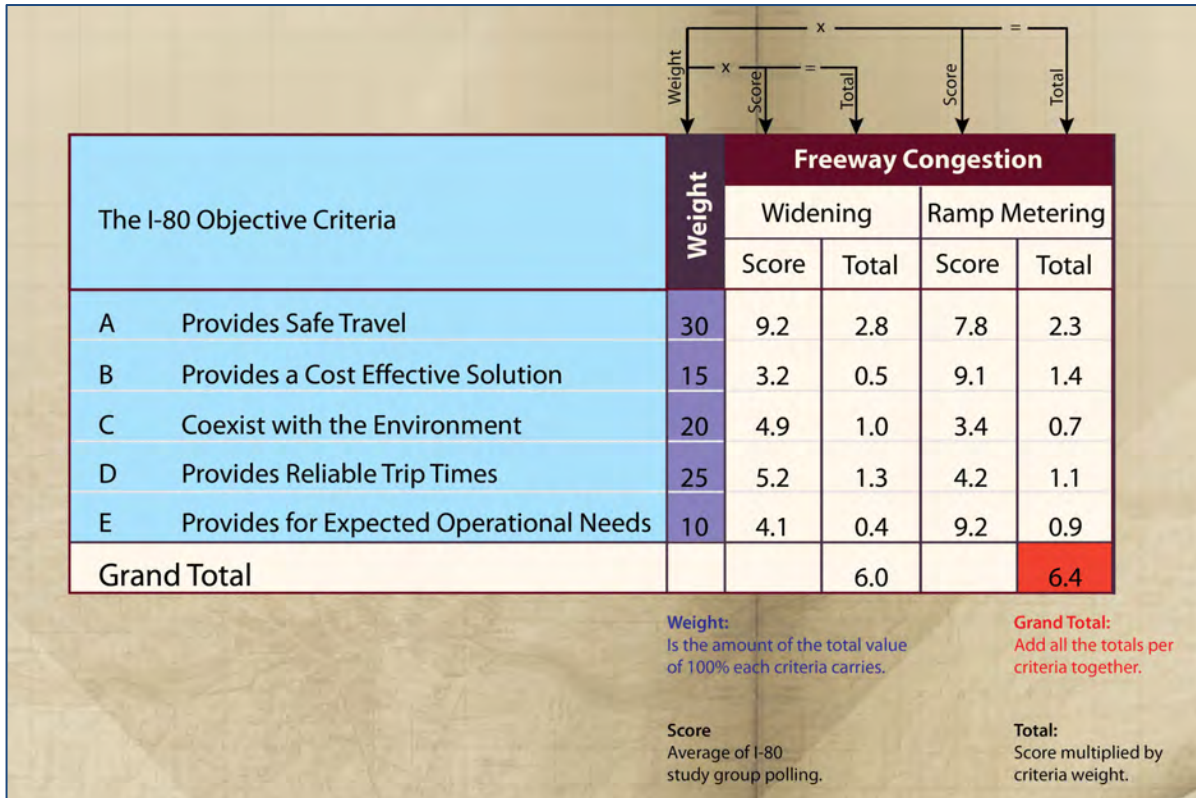 x =
Weight x Score = Total Score Total
The I-80 Objective Criteria Weight Freeway Congestion
Widening Ramp Metering
Score Total Score Total
A Provides Safe Travel 30 9.2 2.8 7.8 2.3
B Provides a Cost Effective Solution 15 3.2 0.5 9.1 1.4
C Coexist with the Environment 20 4.9 1.0 3.4 0.7
D Provides Reliable Trip Times 25 5.2 1.3 4.2 1.1
E Provides for Expected Operational Needs 10 4.1 0.4 9.2 0.9
Grand Total 6.0 6.4
Weight:
Is the amount of the total value
of 100% each criteria carries.
Grand Total:
Add all the totals per
criteria together.
Score
Average of I-80
study group polling.
Total:
Score multiplied by
criteria weight.